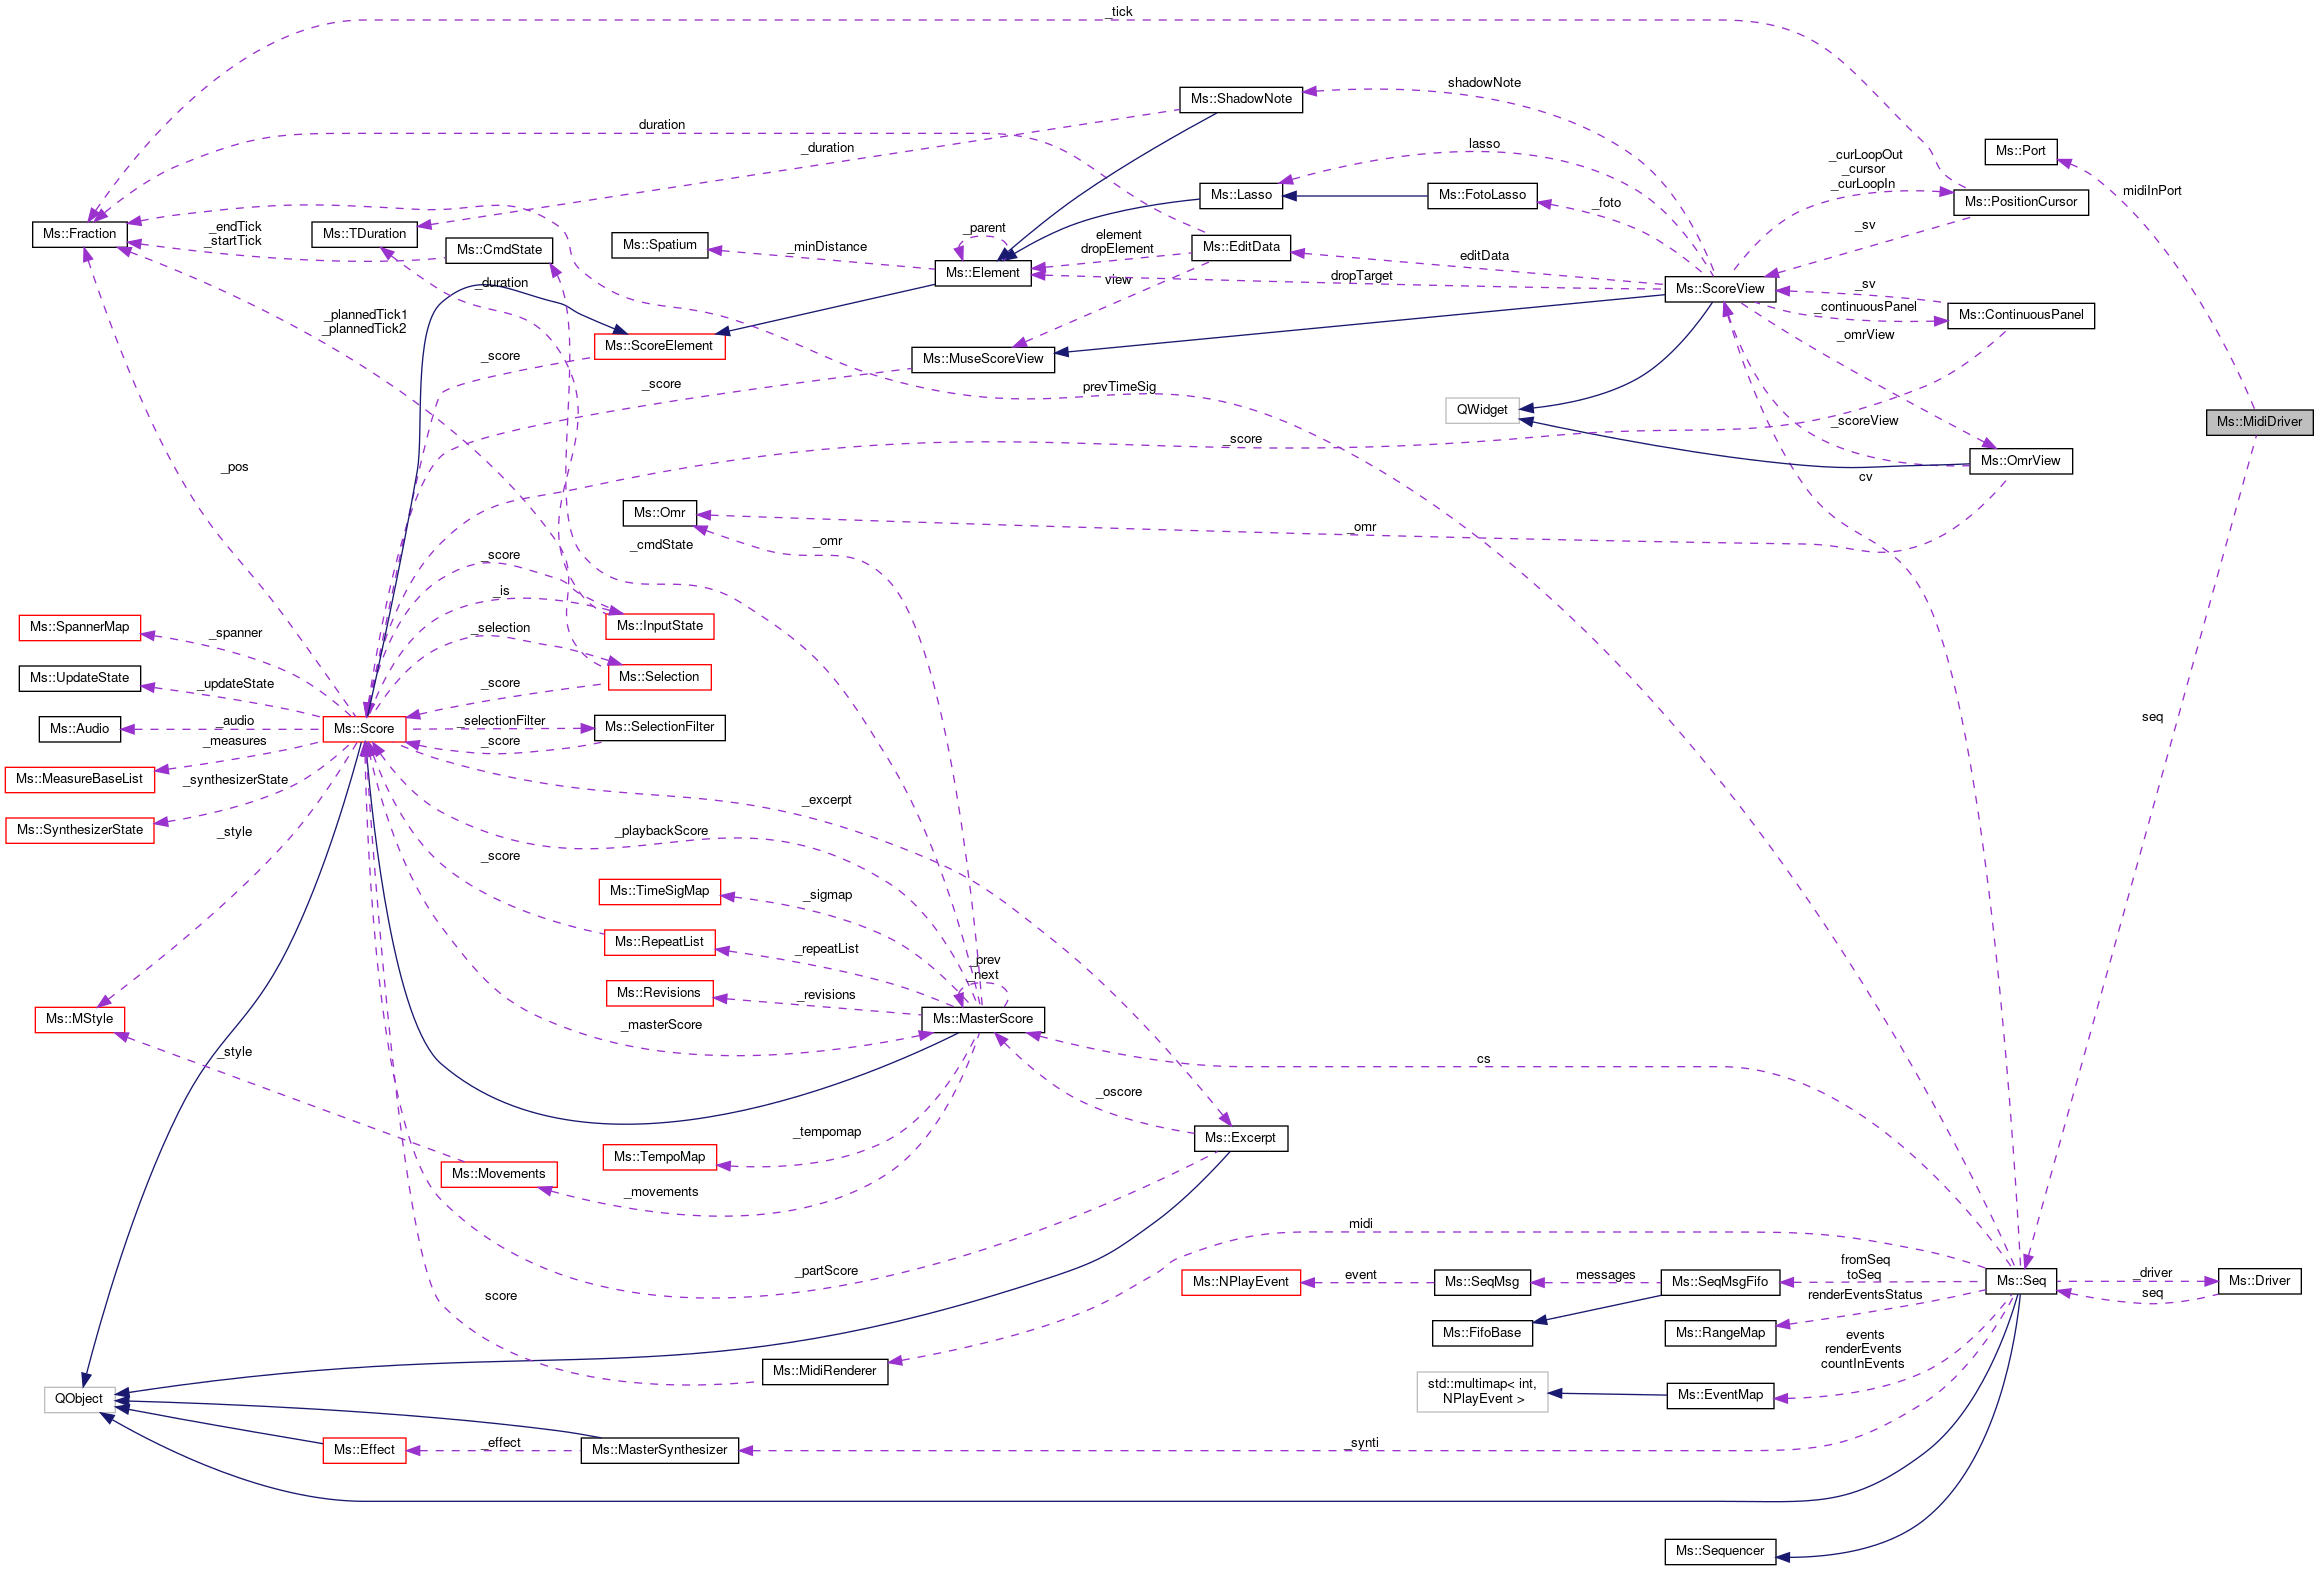 _tick
shadowNote
Ms::ShadowNote
duration
_duration
lasso
_curLoopOut
_cursor
_curLoopIn
Ms::Port
midiInPort
Ms::Lasso
Ms::FotoLasso
_foto
Ms::PositionCursor
_sv
Ms::Fraction
_endTick
_startTick
Ms::TDuration
Ms::CmdState
Ms::Spatium
_minDistance
_parent
element
dropElement
Ms::EditData
editData
Ms::Element
dropTarget
view
_duration
Ms::ScoreView
_sv
_continuousPanel
Ms::ContinuousPanel
_plannedTick1
_plannedTick2
_omrView
Ms::ScoreElement
_score
Ms::MuseScoreView
_score
prevTimeSig
QWidget
_scoreView
Ms::MidiDriver
_score
Ms::OmrView
_pos
cv
Ms::Omr
_omr
_cmdState
_omr
_score
_is
Ms::SpannerMap
_spanner
_selection
Ms::InputState
Ms::UpdateState
_updateState
_score
Ms::Selection
Ms::Audio
_audio
_measures
Ms::Score
_selectionFilter
_score
Ms::SelectionFilter
seq
Ms::MeasureBaseList
_synthesizerState
_excerpt
Ms::SynthesizerState
_style
_playbackScore
_score
Ms::TimeSigMap
_sigmap
Ms::RepeatList
_repeatList
_prev
_next
Ms::Revisions
_revisions
Ms::MStyle
_masterScore
Ms::MasterScore
_style
cs
_oscore
_tempomap
Ms::Excerpt
Ms::TempoMap
Ms::Movements
_movements
_midi
_partScore
score
Ms::NPlayEvent
event
Ms::SeqMsg
messages
Ms::SeqMsgFifo
fromSeq
toSeq
Ms::Seq
_driver
seq
Ms::Driver
renderEventsStatus
Ms::FifoBase
Ms::RangeMap
events
renderEvents
countInEvents
Ms::MidiRenderer
QObject
std::multimap< int,
NPlayEvent >
Ms::EventMap
Ms::Effect
_effect
Ms::MasterSynthesizer
_synti
Ms::Sequencer